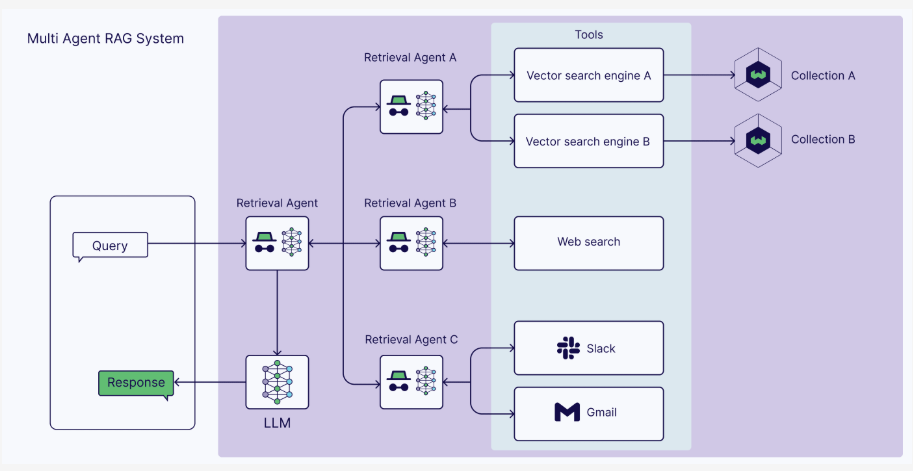 Multi Agent RAG System
Tools
Retrieval Agent A
Vector search engine A
Collection A
Vector search engine B
Collection B
Retrieval Agent
Retrieval Agent B
Query
Web search
Retrieval Agent C
Slack
Response
Gmail
LLM